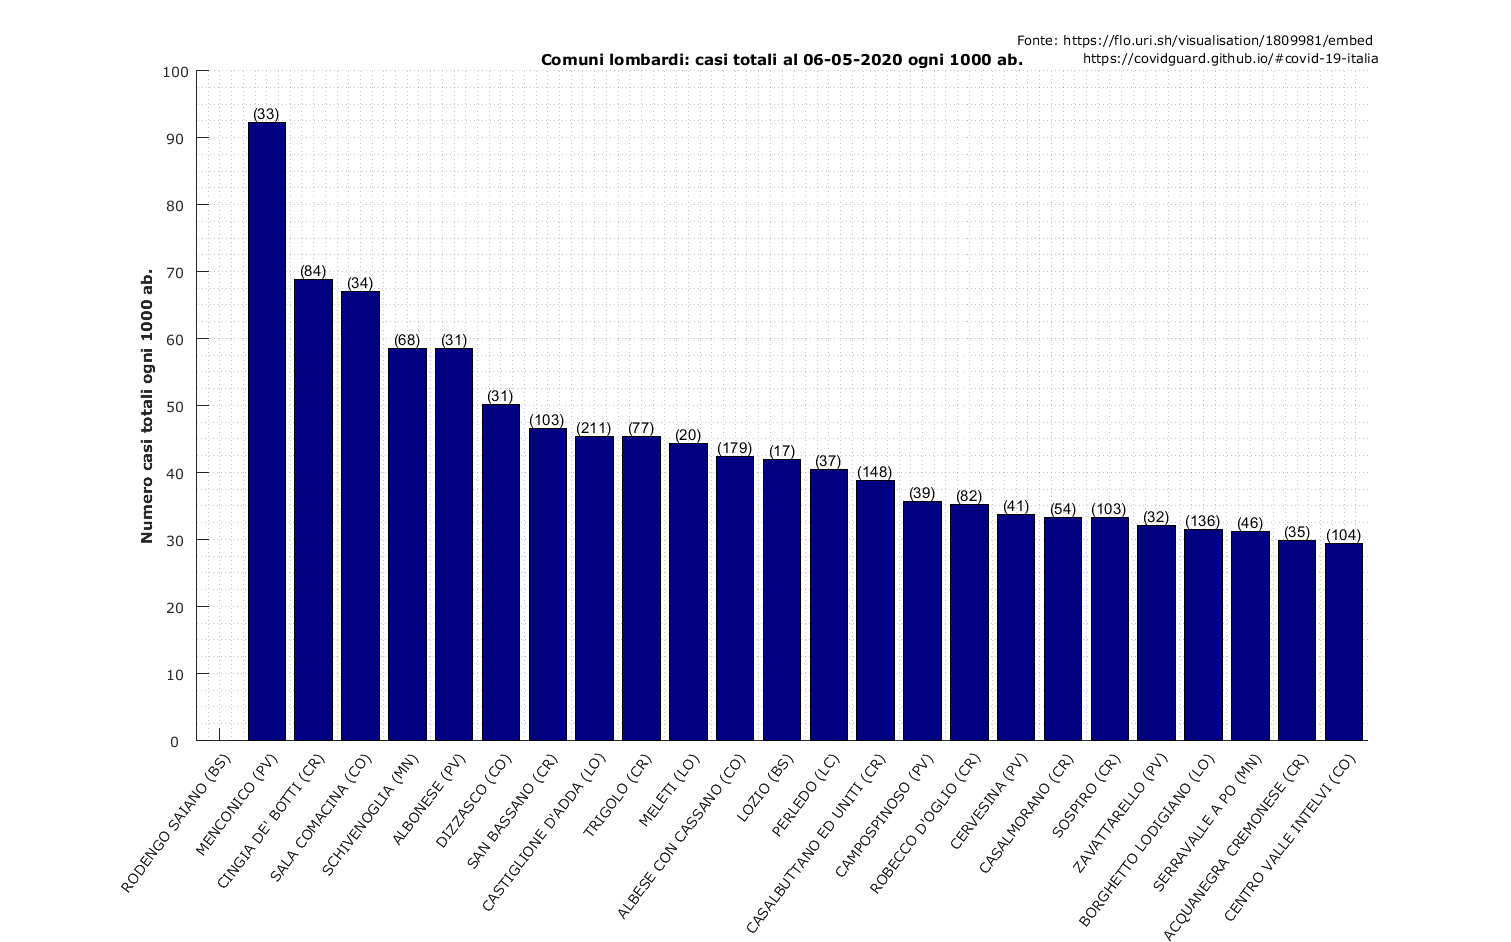 Fonte: https://flo.uri.sh/visualisation/1809981/embed
Comuni lombardi: casi totali al 06-05-2020 ogni 1000 ab.
https://covidguard.github.io/#covid-19-italia
Numero casi totali ogni 1000 ab.
100
90
80
70
60
50
40
30
20
10
0
(33)
(84)
(34)
(68)
(31)
(31)
(103)
(211)
(77)
(20)
(179)
(17)
(37)
(148)
(39)
(82)
(41)
(54)
(103)
(32)
(136)
(46)
(35)
(104)
RODENGO SAIANO (BS)
MENCONICO (PV)
CINGIA DE' BOTTI (CR)
SALA COMACINA (CO)
SCHIVENOGLIA (MN)
ALBONESE (PV)
DIZZASCO (CO)
SAN BASSANO (CR)
CASTIGLIONE D'ADDA (LO)
TRIGOLO (CR)
MELETI (LO)
ALBESE CON CASSANO (CO)
LOZIO (BS)
PERLEDO (LC)
CASALBUTTANO ED UNITI (CR)
CAMPOSPINOSO (PV)
ROBECCO D'OGLIO (CR)
CERVESINA (PV)
CASALMORANO (CR)
SOSPIRO (CR)
ZAVATTARELLO (PV)
BORGHETTO LODIGIANO (LO)
SERRAVALLE A PO (MN)
ACQUANEGRA CREMONESE (CR)
CENTRO VALLE INTELVI (CO)